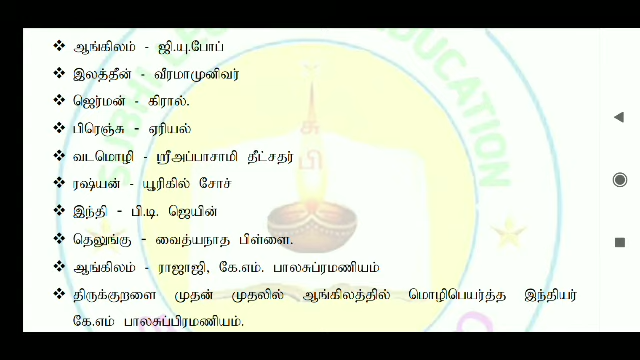 ❖ ஆங்கிலம் - ஜி.யு.போப்
❖ இலத்தீன் - வீரமாமுனிவர்
❖ ஜெர்மன் - கிரால்.
❖ பிரெஞ்சு - ஏரியல்
❖ வடமொழி - ஸ்ரீஅப்பாசாமி தீட்சதர்
❖ ரஷ்யன் - யூரிகில் சோச்
❖ இந்தி - பி.டி. ஜெயின்
❖ தெலுங்கு - வைத்யநாத பிள்ளை.
❖ ஆங்கிலம் - ராஜாஜி, கே.எம். பாலசுப்ரமணியம்
❖ திருக்குறளை முதன் முதலில் ஆங்கிலத்தில் மொழிபெயர்த்த இந்தியர்
கே.எம் பாலசுப்பிரமணியம்.
EDUCATION
சு
பி